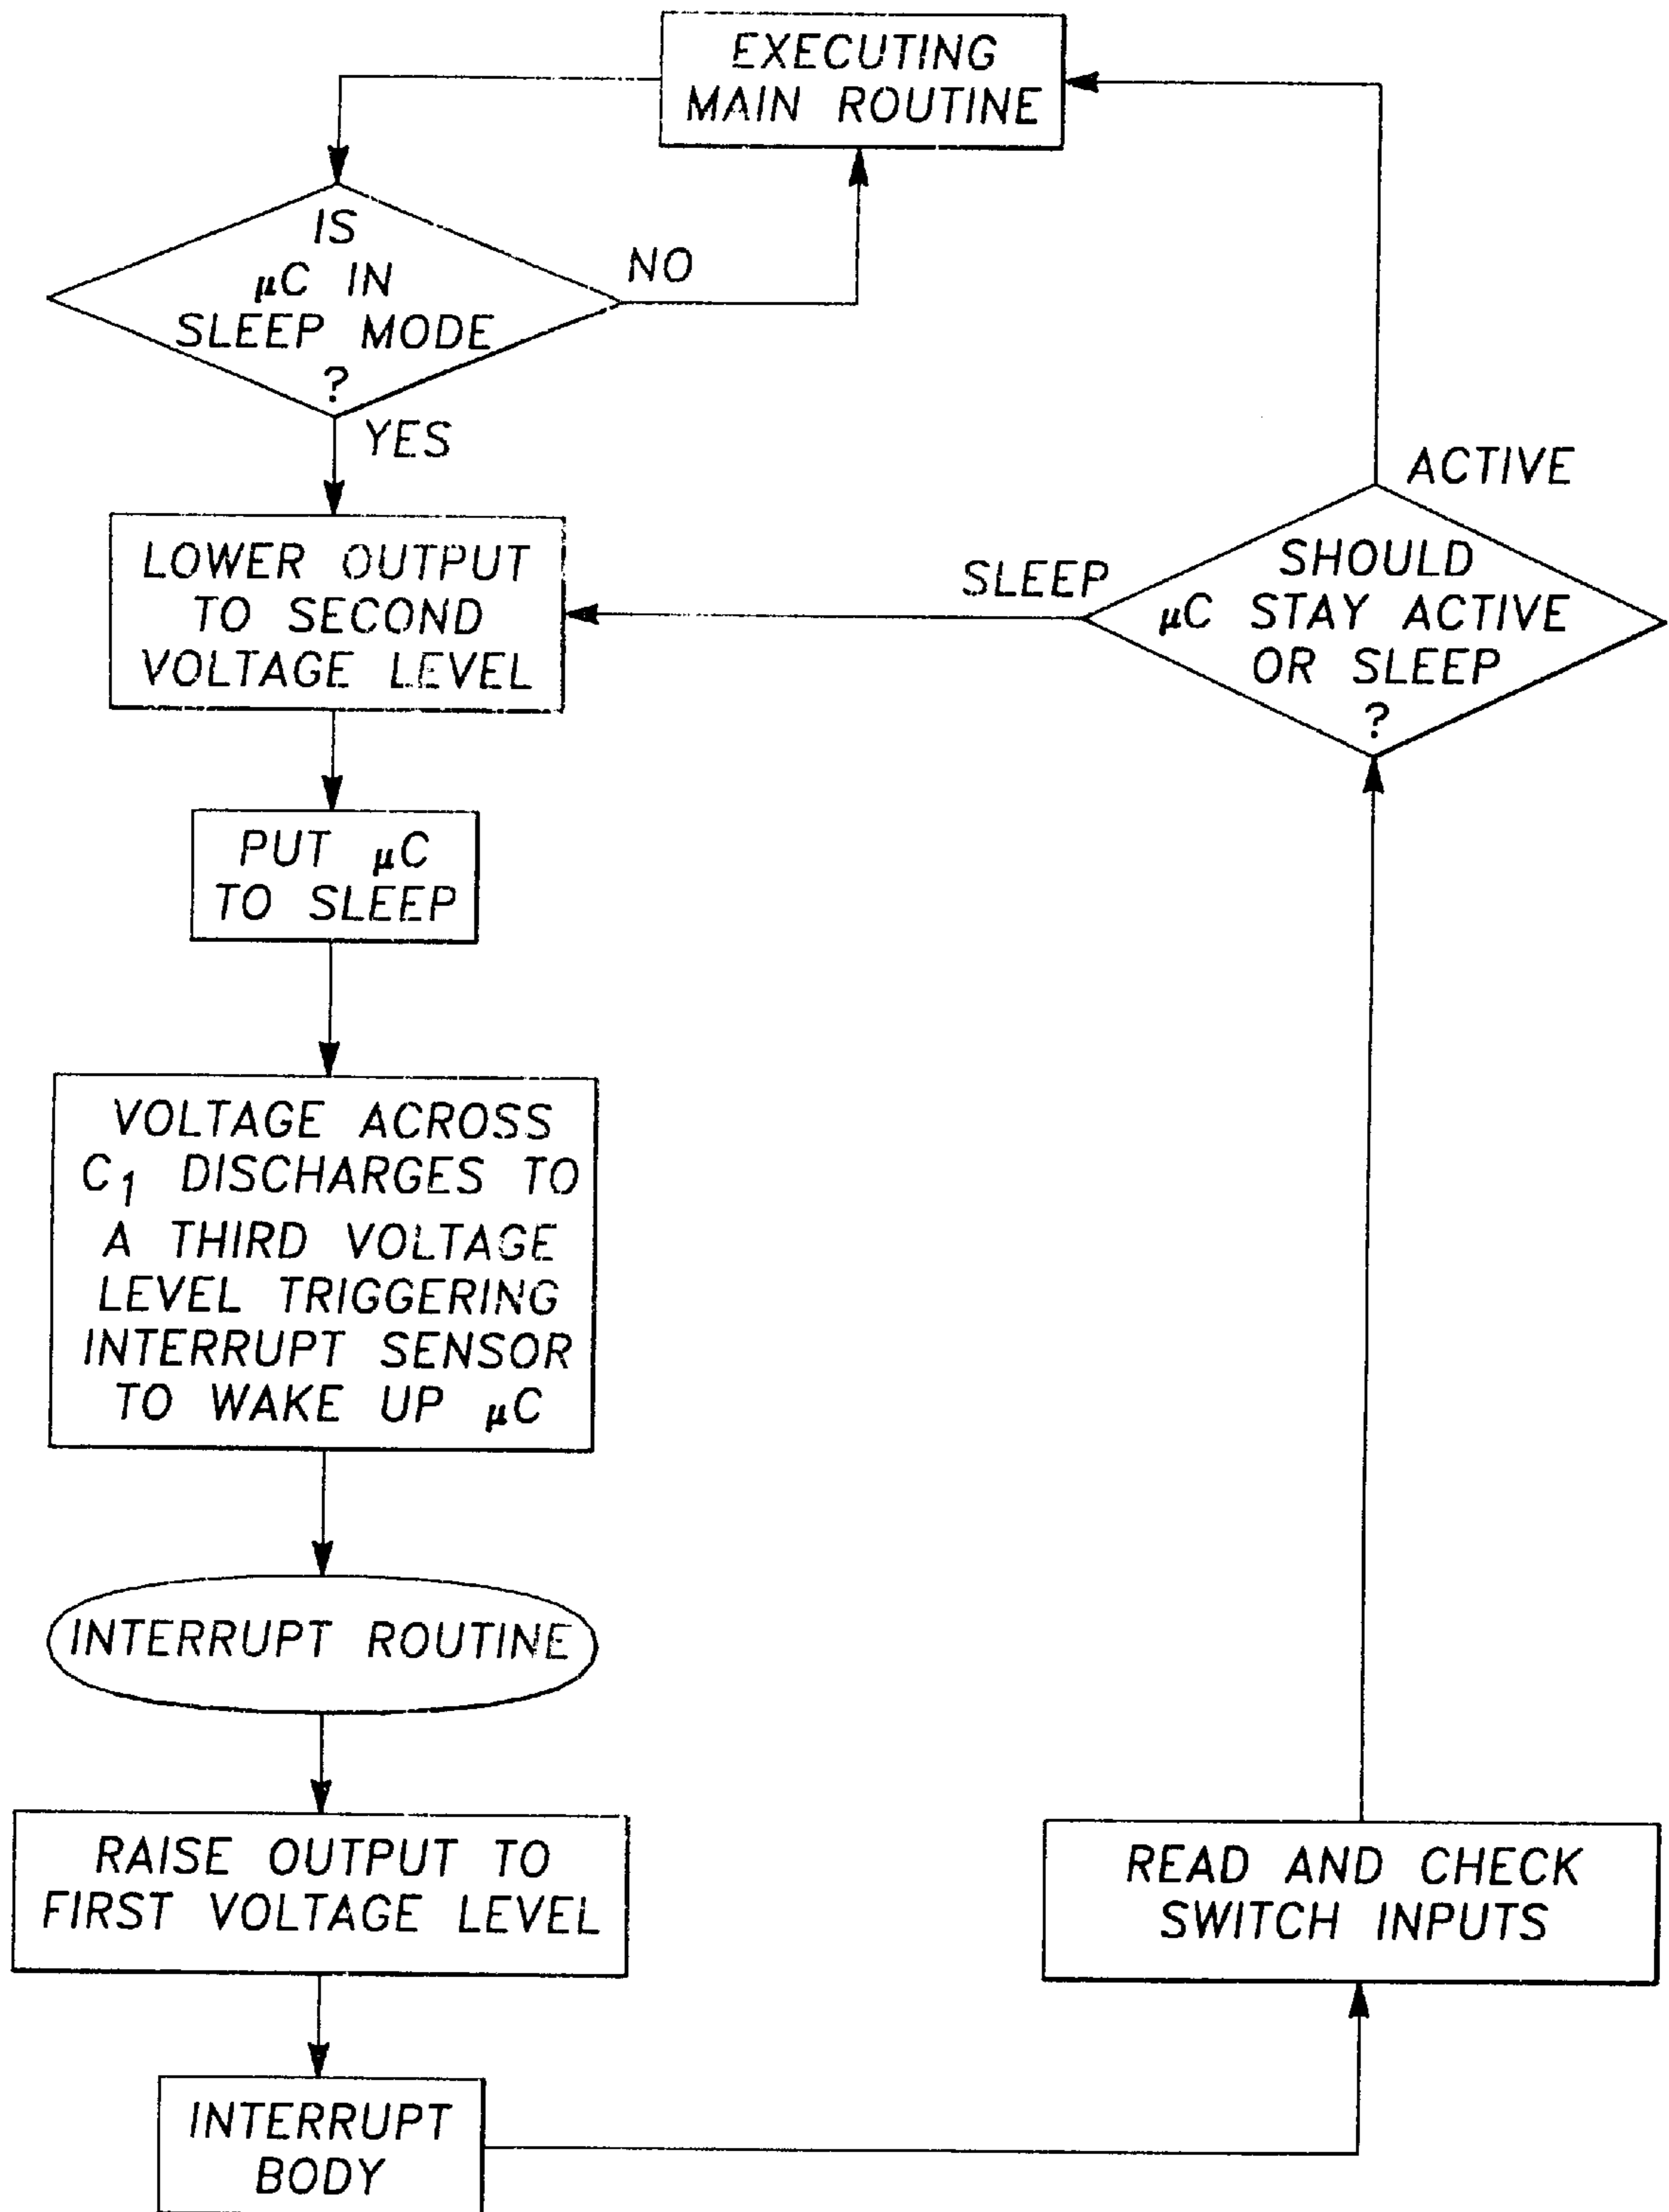 EXECUTING
MAIN ROUTINE
IS
μC IN
SLEEP MODE
?
NO
YES
LOWER OUTPUT
TO SECOND
VOLTAGE LEVEL
PUT μC
TO SLEEP
VOLTAGE ACROSS
C1 DISCHARGES TO
A THIRD VOLTAGE
LEVEL TRIGGERING
INTERRUPT SENSOR
TO WAKE UP μC
INTERRUPT ROUTINE
RAISE OUTPUT TO
FIRST VOLTAGE LEVEL
INTERRUPT
BODY
READ AND CHECK
SWITCH INPUTS
SHOULD
μC STAY ACTIVE
OR SLEEP
?
SLEEP
ACTIVE